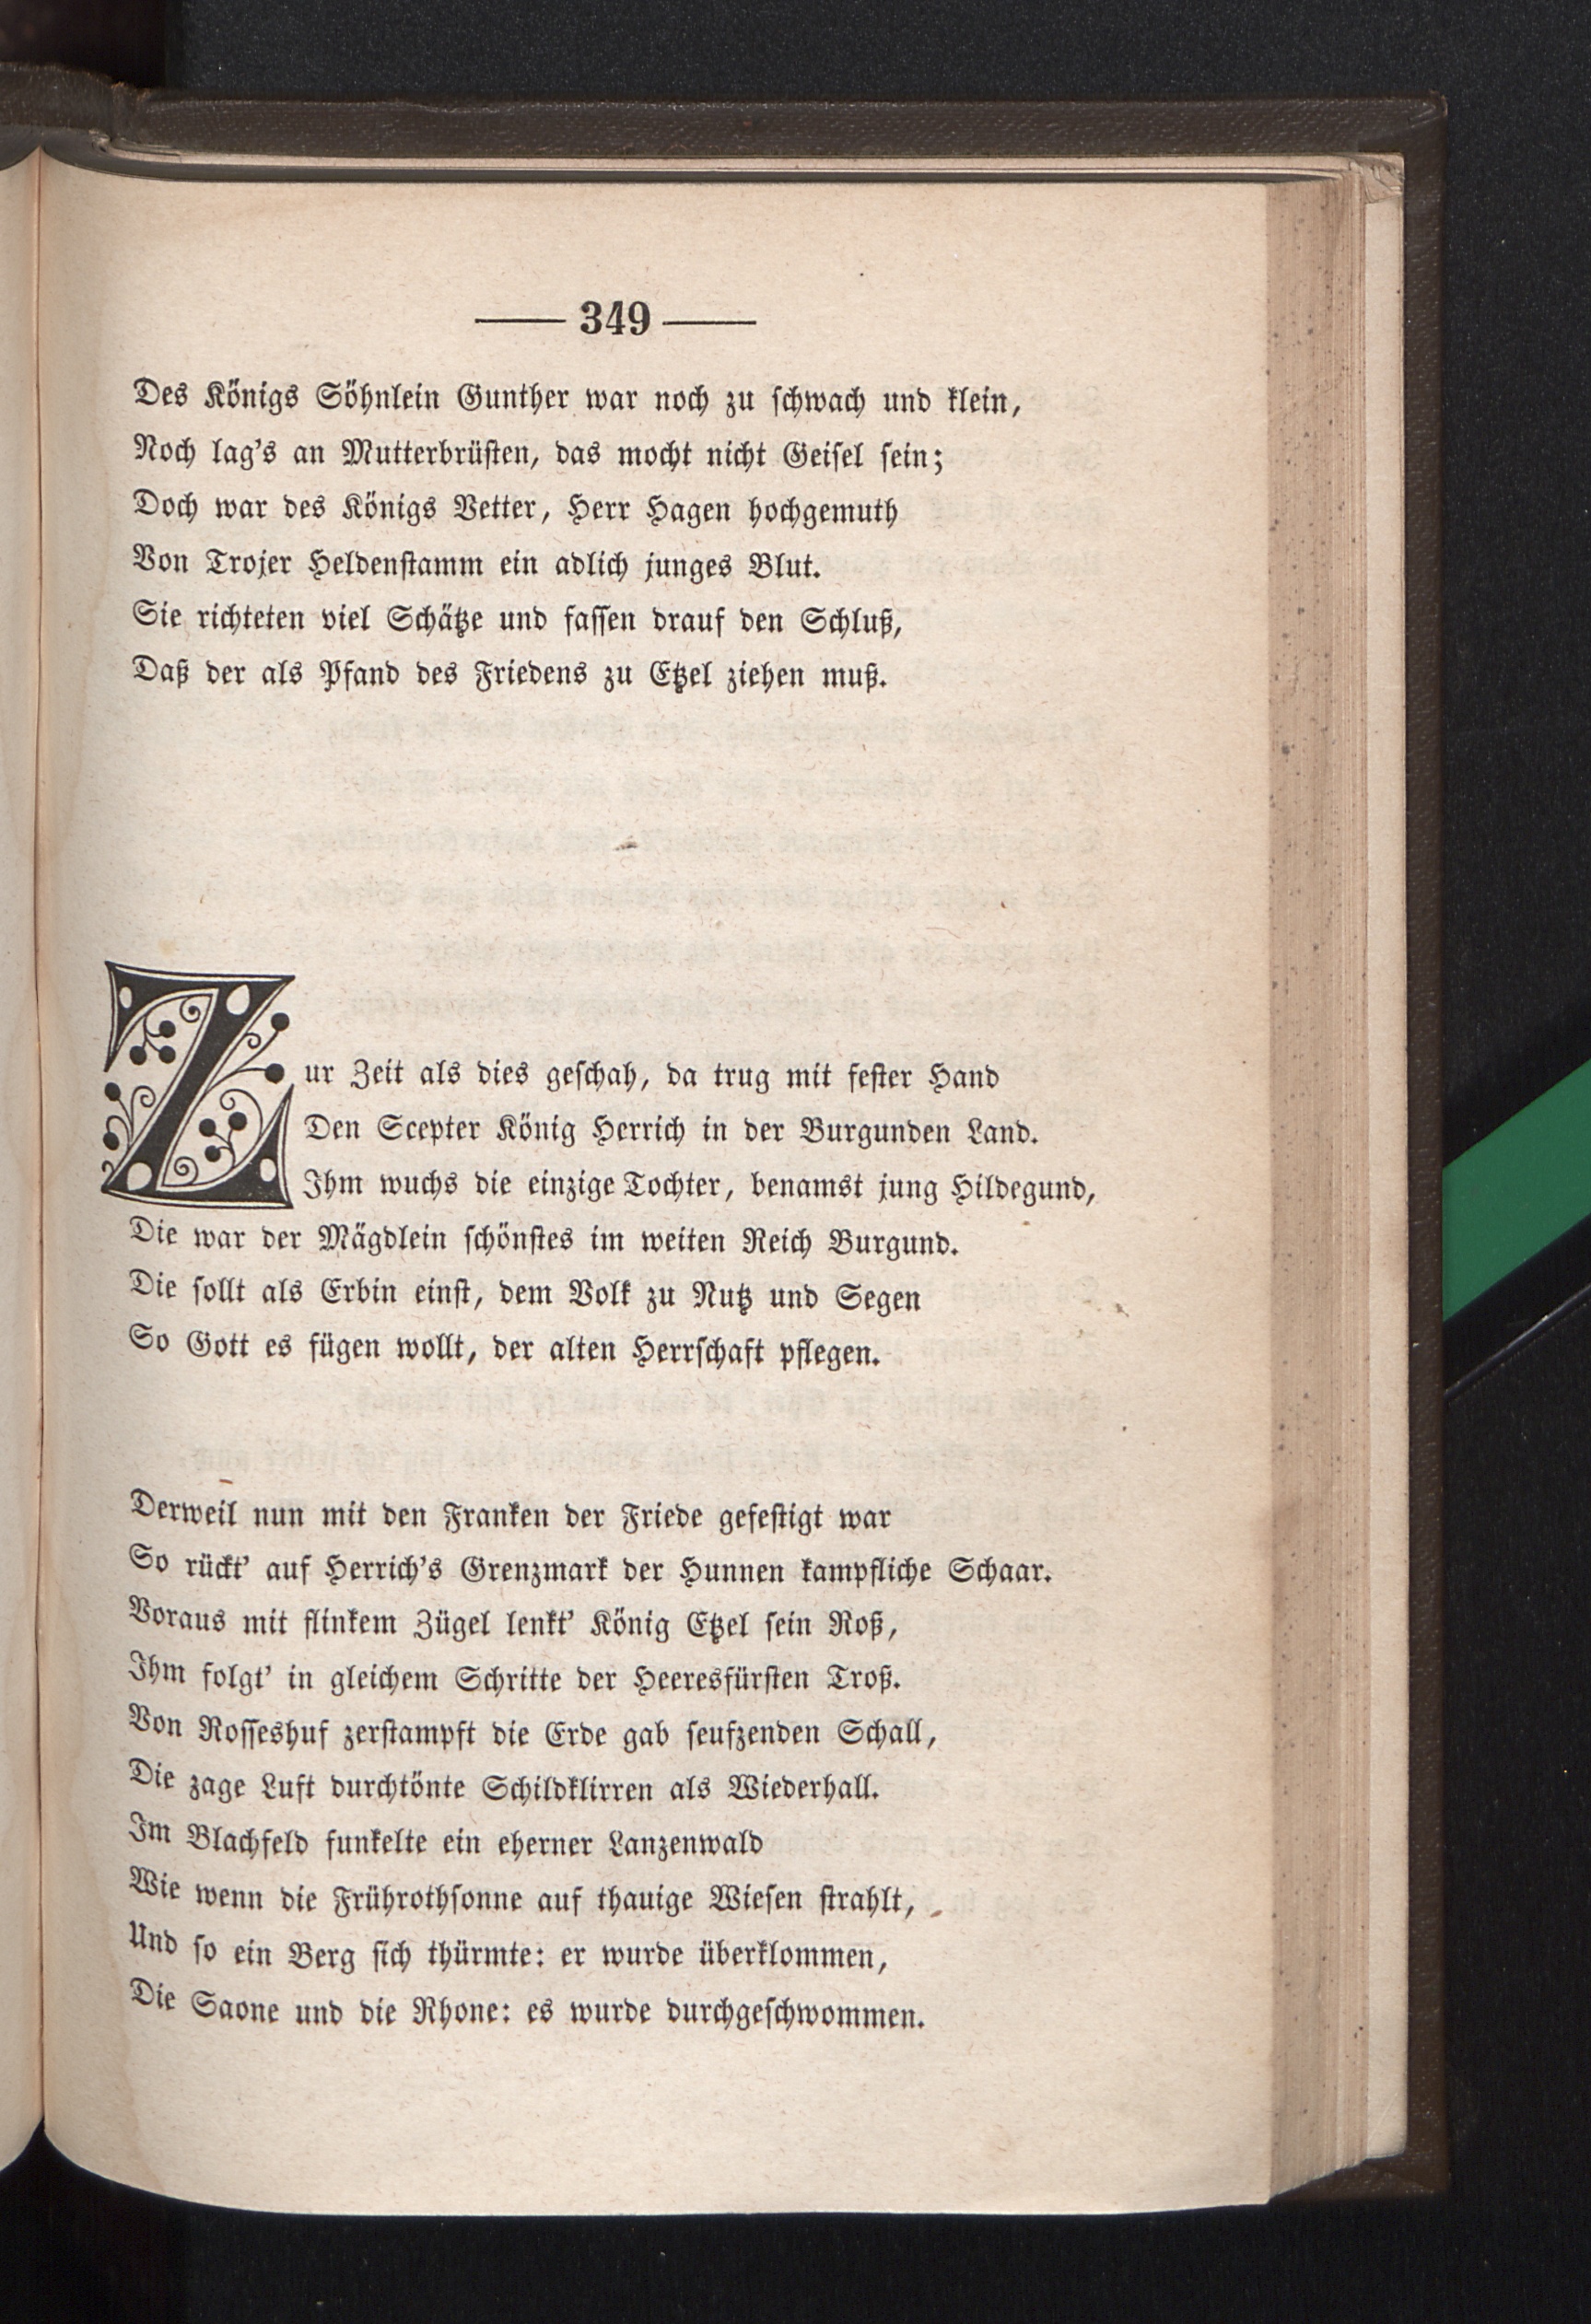 349
Des Königs Söhnlein Gunther war noch zu schwach und klein,
Noch lag's an Mutterbrüsten, das mocht nicht Geisel sein;
Doch war des Königs Vetter, Herr Hagen hochgemuth
Von Trojer Heldenstamm ein adlich junges Blut.
Sie richteten viel Schätze und fassen drauf den Schluß,
Daß der als Pfand des Friedens zu Etzel ziehen muß.
Zur Zeit als dies geschah, da trug mit fester Hand
Den Scepter König Herrich in der Burgunden Land.
Ihm wuchs die einzige Tochter, benamst jung Hildegund,
Die war der Mägdlein schönstes im weiten Reich Burgund.
Die sollt als Erbin einst, dem Volk zu Nutz und Segen
So Gott es fügen wollt, der alten Herrschaft pflegen.
Derweil nun mit den Franken der Friede gefestigt war
So rückt' auf Herrich's Grenzmark der Hunnen kampfliche Schaar.
Voraus mit flinkem Zügel lenkt' König Etzel sein Roß,
Ihm folgt' in gleichem Schritte der Heeresfürsten Troß.
Von Rosseshuf zerstampft die Erde gab seufzenden Schall,
Die zage Luft durchtönte Schildklirren als Wiederhall.
Im Blachfeld funkelte ein eherner Lanzenwald
Wie wenn die Frührothsonne auf thauige Wiesen strahlt,
Und so ein Berg sich thürmte: er wurde überklommen,
Die Saone und die Rhone: es wurde durchgeschwommen.